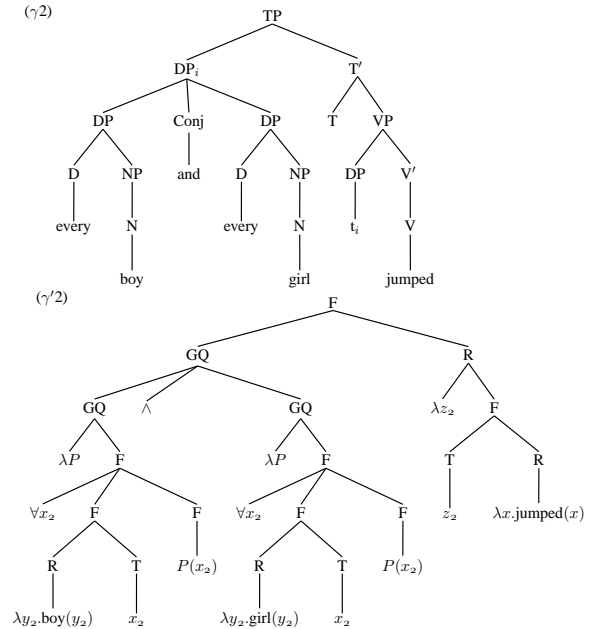 (γ2) TP
DPᵢ T′
DP Conj DP T VP
D NP and D NP DP V′
every N every N tᵢ V
boy girl jumped
(γ′2) F
GQ R
GQ ∧ GQ λz₂ F
λP F λP F T R
∀x₂ F F ∀x₂ F F z₂ λx.jumped(x)
R T P(x₂) R T P(x₂)
λy₂.boy(y₂) x₂ λy₂.girl(y₂) x₂